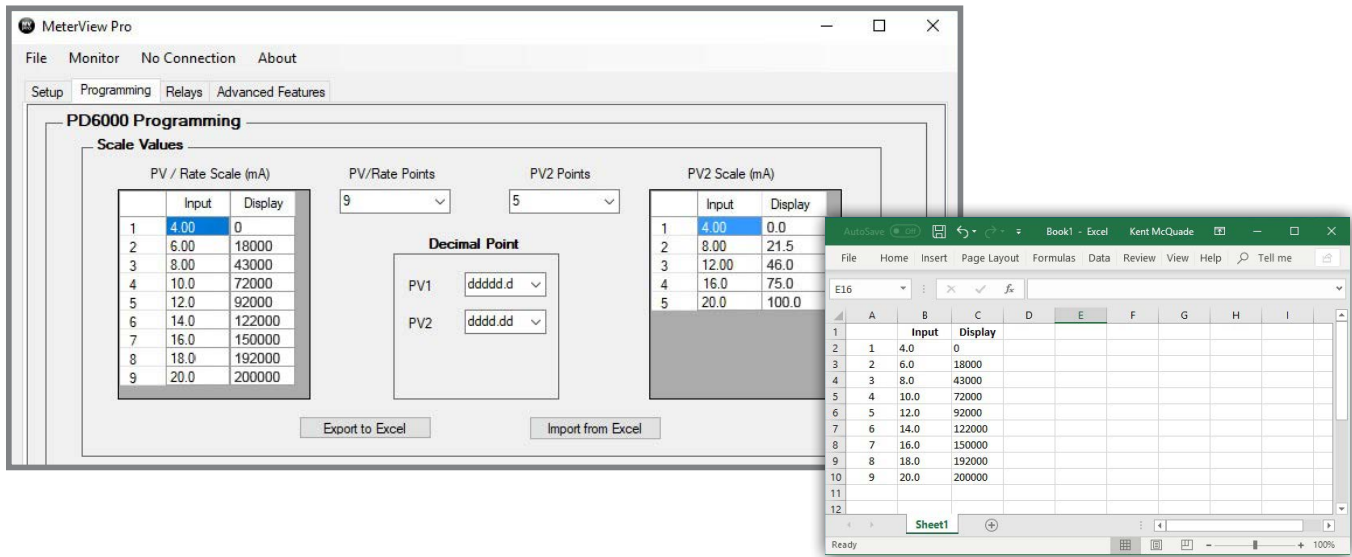 MeterView Pro
File Monitor No Connection About
Setup Programming Relays Advanced Features
PD6000 Programming
Scale Values
PV / Rate Scale (mA) PV/Rate Points PV2 Points PV2 Scale (mA)
9 5
Input Display
1 4.00 0
2 6.00 18000
3 8.00 43000
4 10.0 72000
5 12.0 92000
6 14.0 122000
7 16.0 150000
8 18.0 192000
9 20.0 200000
Decimal Point
PV1 ddddd.d
PV2 dddd.dd
Input Display
1 4.00 0.0
2 8.00 21.5
3 12.00 46.0
4 16.0 75.0
5 20.0 100.0
Export to Excel Import from Excel
AutoSave Off Book1 - Excel Kent McQuade
File Home Insert Page Layout Formulas Data Review View Help Tell me
E16 fx
A B C D E F G H I
1 Input Display
2 1 4.0 0
3 2 6.0 18000
4 3 8.0 43000
5 4 10.0 72000
6 5 12.0 92000
7 6 14.0 122000
8 7 16.0 150000
9 8 18.0 192000
10 9 20.0 200000
11
12
Sheet1
Ready 100%